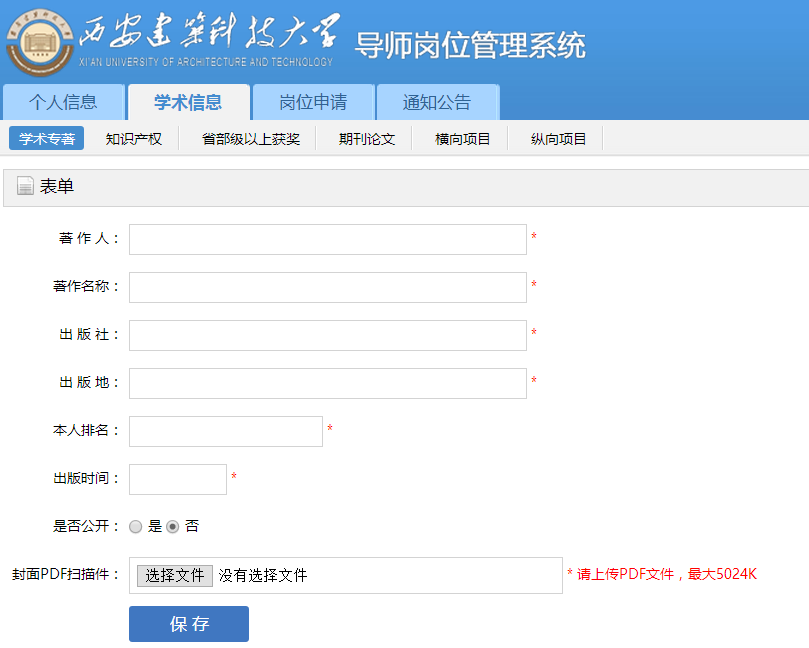 西安建筑科技大学 导师岗位管理系统
XI'AN UNIVERSITY OF ARCHITECTURE AND TECHNOLOGY
个人信息 学术信息 岗位申请 通知公告
学术专著 知识产权 省部级以上获奖 期刊论文 横向项目 纵向项目
表单
著 作 人： *
著作名称： *
出 版 社： *
出 版 地： *
本人排名： *
出版时间： *
是否公开： 是 否
封面PDF扫描件： 选择文件 没有选择文件 * 请上传PDF文件，最大5024K
保 存